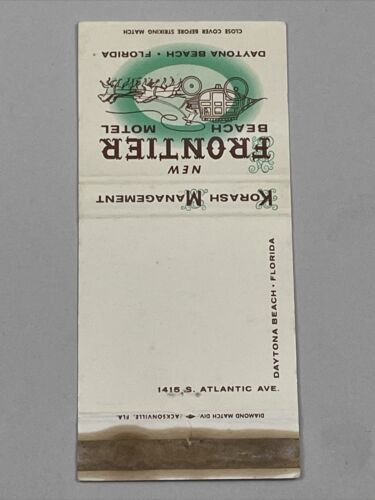 CLOSE COVER BEFORE STRIKING MATCH
DAYTONA BEACH • FLORIDA
NEW
FRONTIER
BEACH MOTEL
KORASH MANAGEMENT
DAYTONA BEACH • FLORIDA
1415 S. ATLANTIC AVE.
DIAMOND MATCH DIV. JACKSONVILLE, FLA.